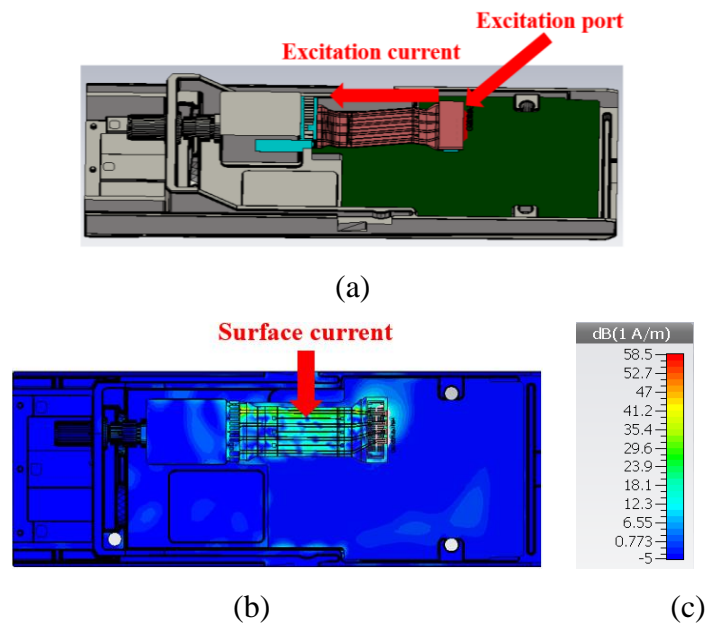 Excitation port
Excitation current
(a)
Surface current
dB(1 A/m)
58.5
52.7
47
41.2
35.4
29.6
23.9
18.1
12.3
6.55
0.773
-5
(b)
(c)